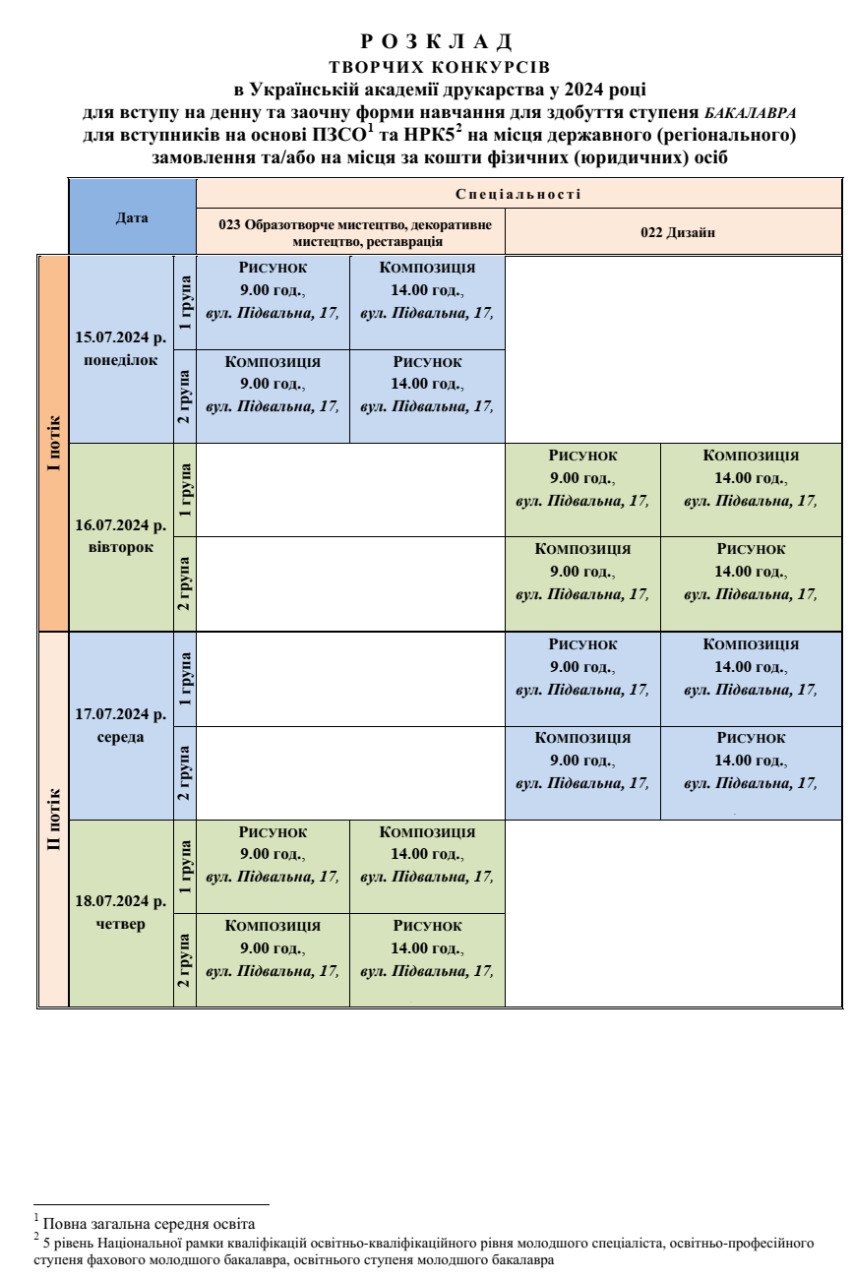 Р О З К Л А Д
ТВОРЧИХ КОНКУРСІВ
в Українській академії друкарства у 2024 році
для вступу на денну та заочну форми навчання для здобуття ступеня БАКАЛАВРА
для вступників на основі ПЗСО1 та НРК52 на місця державного (регіонального)
замовлення та/або на місця за кошти фізичних (юридичних) осіб
Дата
Спеціальності
023 Образотворче мистецтво, декоративне
мистецтво, реставрація
022 Дизайн
І потік
15.07.2024 р.
понеділок
1 група
РИСУНОК
9.00 год.,
вул. Підвальна, 17,
КОМПОЗИЦІЯ
14.00 год.,
вул. Підвальна, 17,
2 група
КОМПОЗИЦІЯ
9.00 год.,
вул. Підвальна, 17,
РИСУНОК
14.00 год.,
вул. Підвальна, 17,
16.07.2024 р.
вівторок
1 група
РИСУНОК
9.00 год.,
вул. Підвальна, 17,
КОМПОЗИЦІЯ
14.00 год.,
вул. Підвальна, 17,
2 група
КОМПОЗИЦІЯ
9.00 год.,
вул. Підвальна, 17,
РИСУНОК
14.00 год.,
вул. Підвальна, 17,
ІІ потік
17.07.2024 р.
середа
1 група
РИСУНОК
9.00 год.,
вул. Підвальна, 17,
КОМПОЗИЦІЯ
14.00 год.,
вул. Підвальна, 17,
2 група
КОМПОЗИЦІЯ
9.00 год.,
вул. Підвальна, 17,
РИСУНОК
14.00 год.,
вул. Підвальна, 17,
18.07.2024 р.
четвер
1 група
РИСУНОК
9.00 год.,
вул. Підвальна, 17,
КОМПОЗИЦІЯ
14.00 год.,
вул. Підвальна, 17,
2 група
КОМПОЗИЦІЯ
9.00 год.,
вул. Підвальна, 17,
РИСУНОК
14.00 год.,
вул. Підвальна, 17,
1 Повна загальна середня освіта
2 5 рівень Національної рамки кваліфікацій освітньо-кваліфікаційного рівня молодшого спеціаліста, освітньо-професійного
ступеня фахового молодшого бакалавра, освітнього ступеня молодшого бакалавра